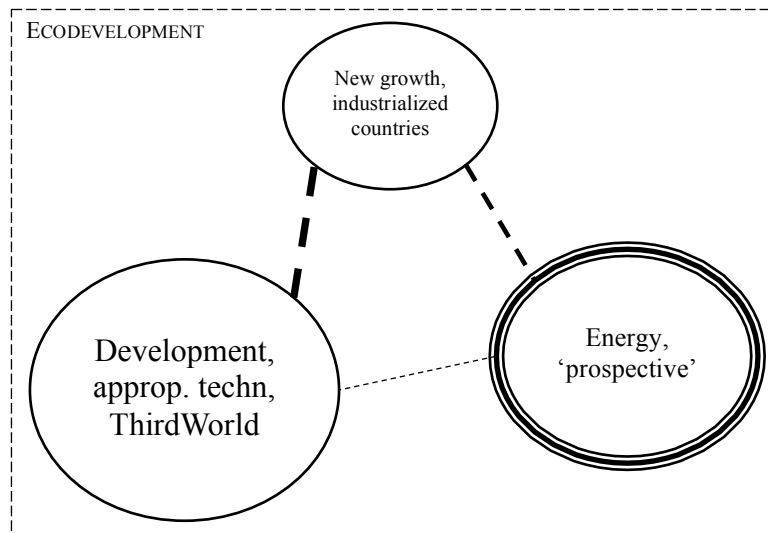 ECODEVELOPMENT
New growth,
industrialized
countries
Development,
approp. techn,
ThirdWorld
Energy,
‘prospective’